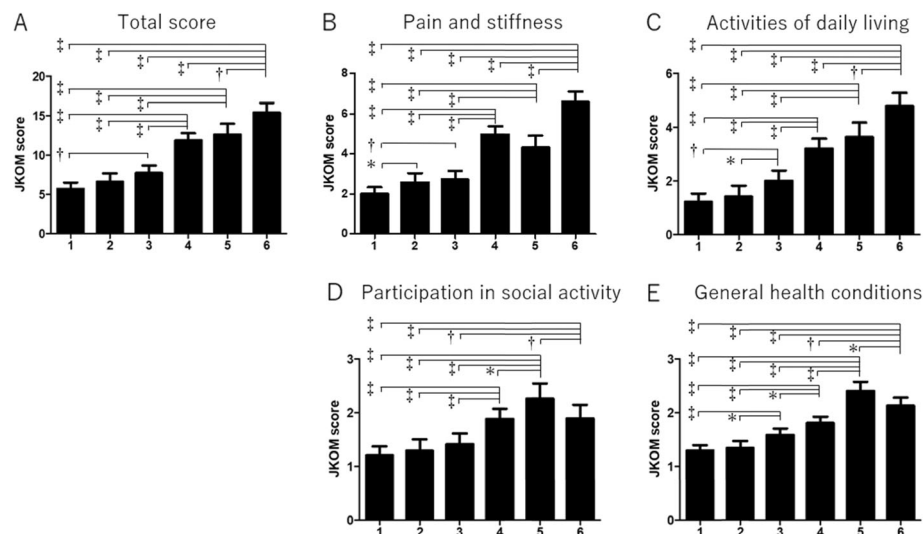 A Total score
‡ ‡ ‡ ‡ †
‡ ‡ ‡
‡ ‡ ‡
†
JKOM score
20
15
10
5
0
1 2 3 4 5 6
B Pain and stiffness
‡ ‡ ‡ ‡ ‡
‡ ‡ ‡
‡ ‡ ‡
†
*
JKOM score
8
6
4
2
0
1 2 3 4 5 6
C Activities of daily living
‡ ‡ ‡ ‡ †
‡ ‡ ‡
‡ ‡ ‡
† *
JKOM score
6
4
2
0
1 2 3 4 5 6
D Participation in social activity
‡ ‡ † †
‡ ‡ ‡ *
‡ ‡ ‡
JKOM score
3
2
1
0
1 2 3 4 5 6
E General health conditions
‡ ‡ ‡ † *
‡ ‡ ‡ ‡
‡ ‡ *
‡ *
JKOM score
3
2
1
0
1 2 3 4 5 6